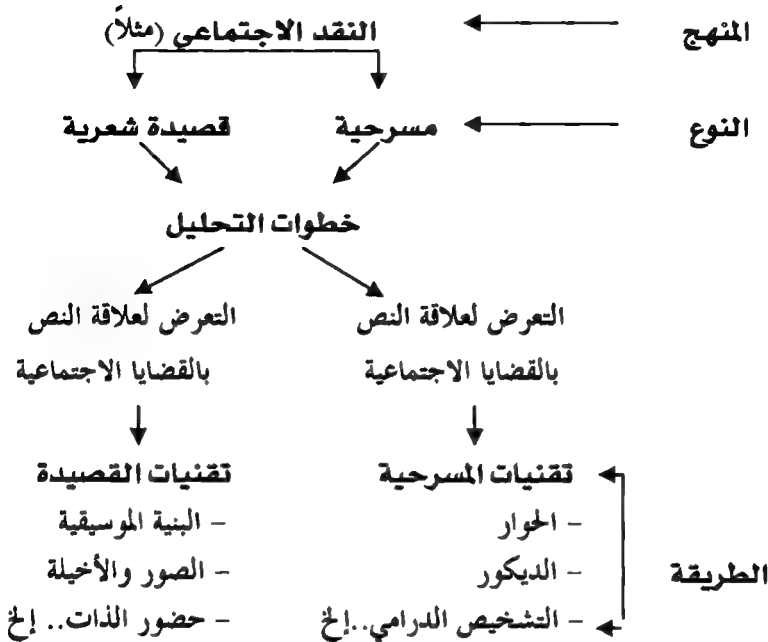 المنهج
النقد الاجتماعي (مثلاً)
النوع
مسرحية
قصيدة شعرية
خطوات التحليل
التعرض لعلاقة النص
بالقضايا الاجتماعية
التعرض لعلاقة النص
بالقضايا الاجتماعية
تقنيات المسرحية
– الحوار
– الديكور
– التشخيص الدرامي..إلخ
تقنيات القصيدة
– البنية الموسيقية
– الصور والأخيلة
– حضور الذات.. إلخ
الطريقة